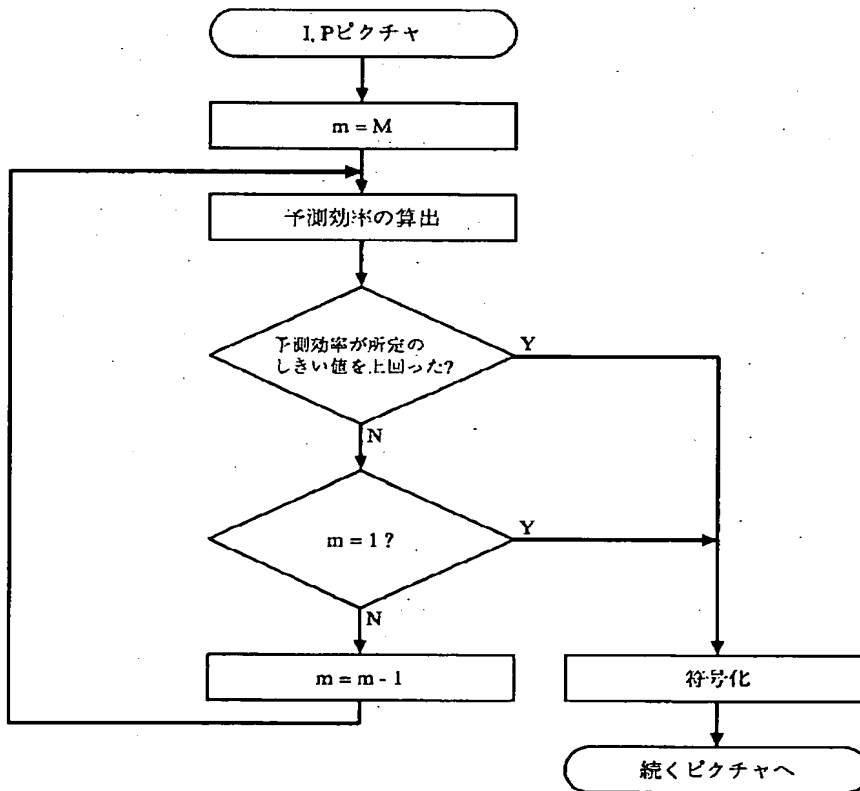 I, Pピクチャ
m = M
予測効率の算出
予測効率が所定の
しきい値を上回った?
Y
N
m = 1 ?
Y
N
m = m - 1
符号化
続くピクチャへ